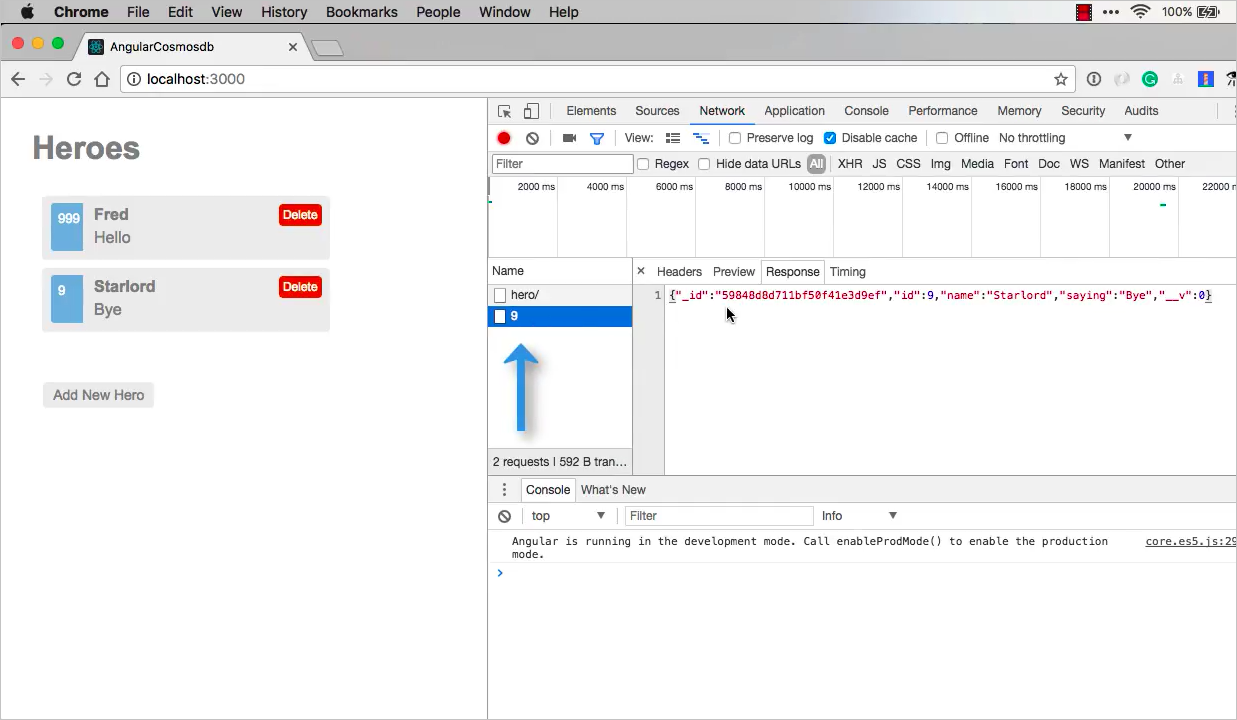 Chrome File Edit View History Bookmarks People Window Help 100%
AngularCosmosdb
localhost:3000
Elements Sources Network Application Console Performance Memory Security Audits
View: Preserve log Disable cache Offline No throttling
Filter Regex Hide data URLs All XHR JS CSS Img Media Font Doc WS Manifest Other
2000 ms 4000 ms 6000 ms 8000 ms 10000 ms 12000 ms 14000 ms 16000 ms 18000 ms 20000 ms 22000
Heroes
999 Fred Delete
Hello
9 Starlord Delete
Bye
Add New Hero
Name
hero/
9
2 requests | 592 B tran…
Headers Preview Response Timing
1 {"_id":"59848d8d711bf50f41e3d9ef","id":9,"name":"Starlord","saying":"Bye","__v":0}
Console What's New
top Filter Info
Angular is running in the development mode. Call enableProdMode() to enable the production core.es5.js:29
mode.